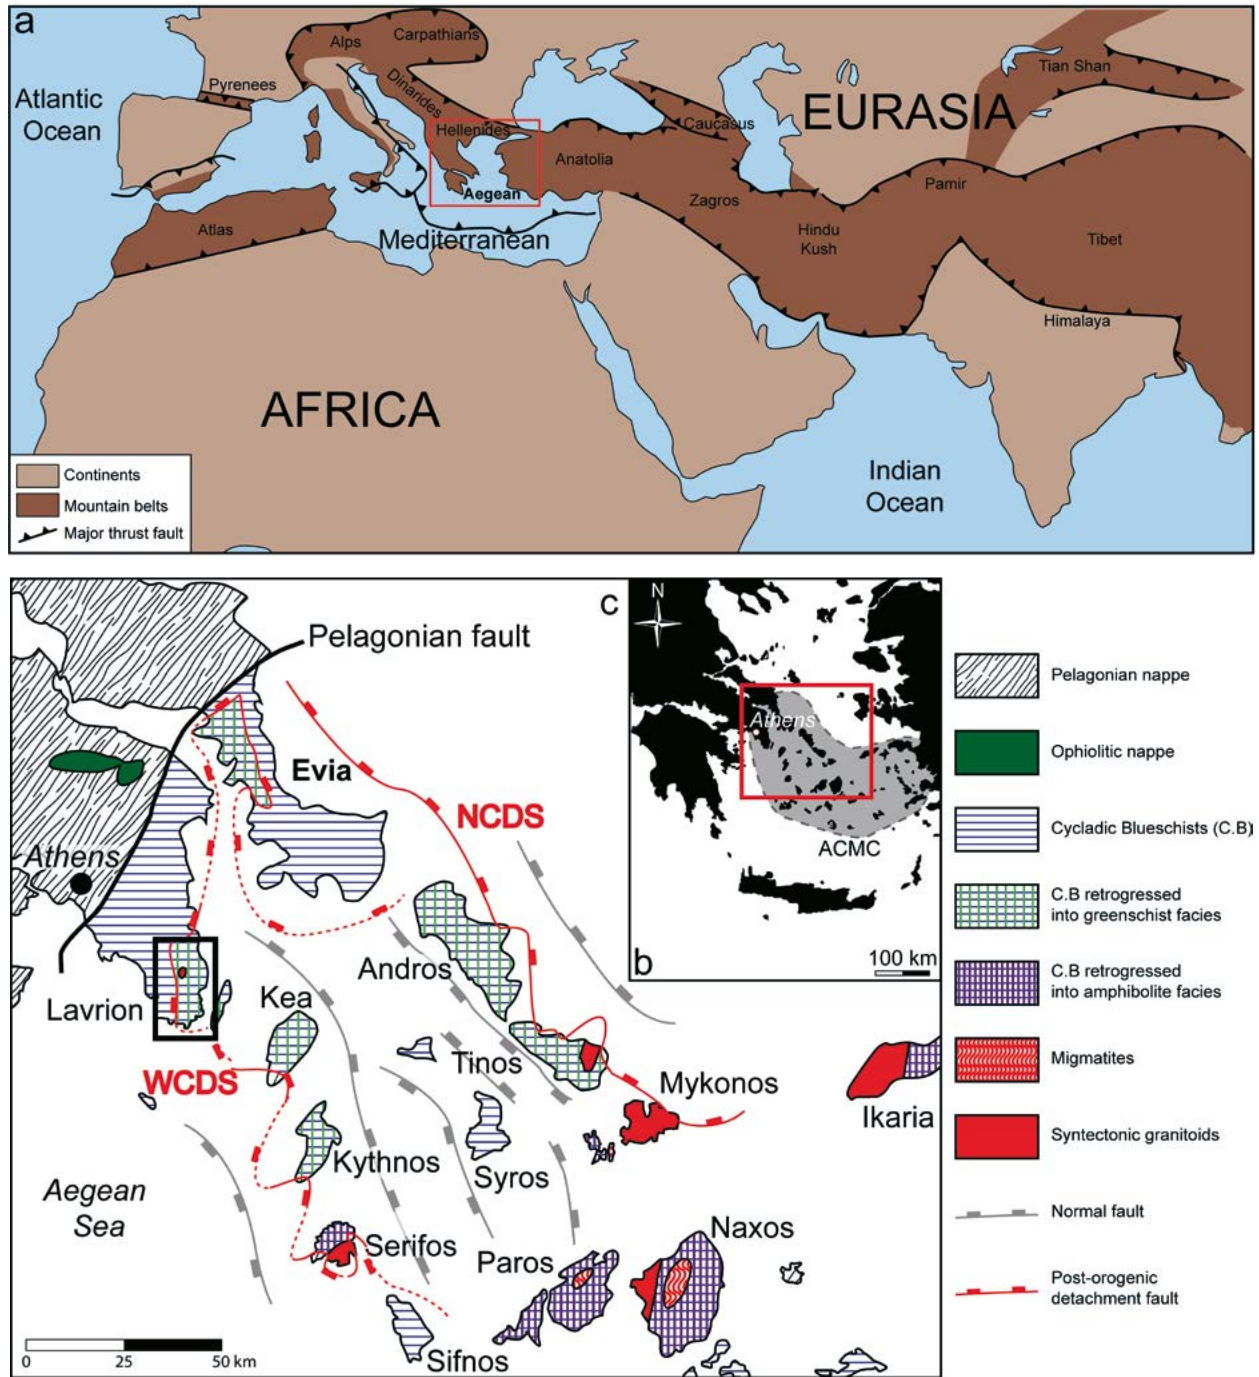 a
Alps
Carpathians
Pyrenees
Dinarides
Tian Shan
Atlantic
Ocean
EURASIA
Caucasus
Hellenides
Anatolia
Aegean
Pamir
Zagros
Hindu
Kush
Tibet
Atlas
Mediterranean
Himalaya
AFRICA
Indian
Ocean
Continents
Mountain belts
Major thrust fault
c
N
Pelagonian fault
Athens
ACMC
100 km
b
Evia
NCDS
Athens
Andros
Lavrion
Kea
WCDS
Tinos
Mykonos
Ikaria
Kythnos
Syros
Aegean
Sea
Serifos
Paros
Naxos
Sifnos
0 25 50 km
Pelagonian nappe
Ophiolitic nappe
Cycladic Blueschists (C.B)
C.B retrogressed
into greenschist facies
C.B retrogressed
into amphibolite facies
Migmatites
Syntectonic granitoids
Normal fault
Post-orogenic
detachment fault